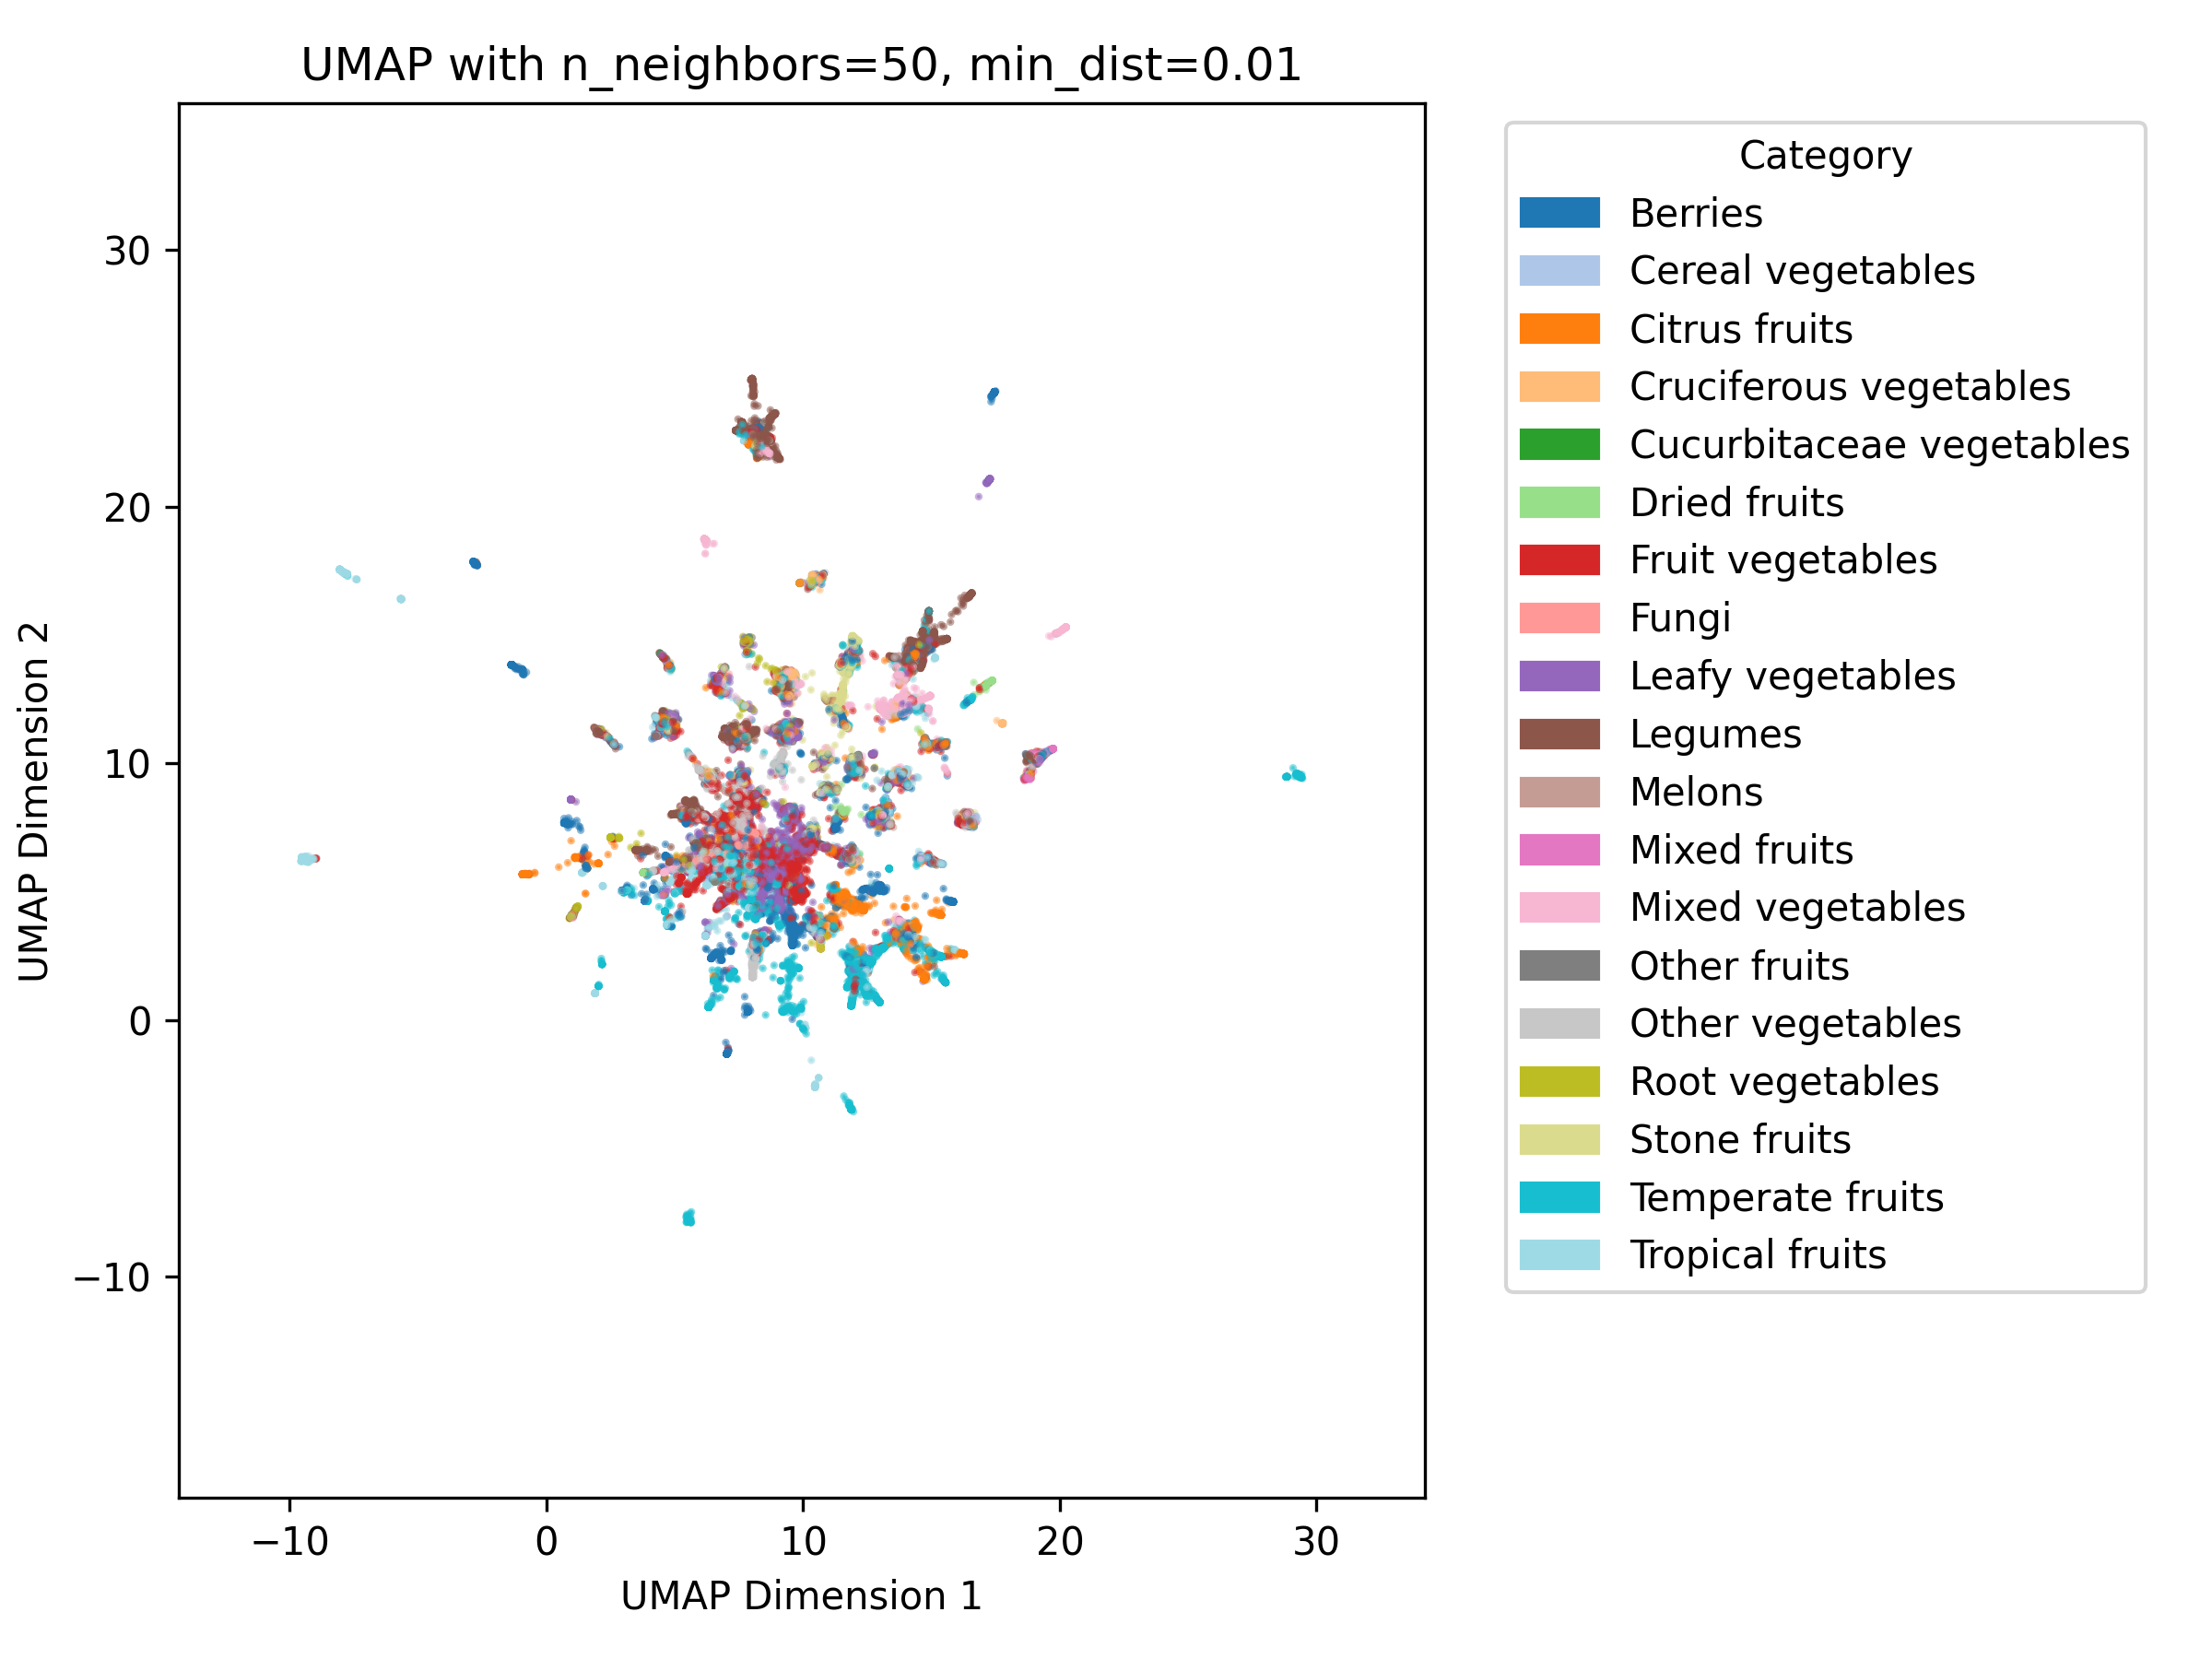 UMAP with n_neighbors=50, min_dist=0.01
UMAP Dimension 2
30
20
10
0
−10
−10
0
10
20
30
UMAP Dimension 1
Category
Berries
Cereal vegetables
Citrus fruits
Cruciferous vegetables
Cucurbitaceae vegetables
Dried fruits
Fruit vegetables
Fungi
Leafy vegetables
Legumes
Melons
Mixed fruits
Mixed vegetables
Other fruits
Other vegetables
Root vegetables
Stone fruits
Temperate fruits
Tropical fruits